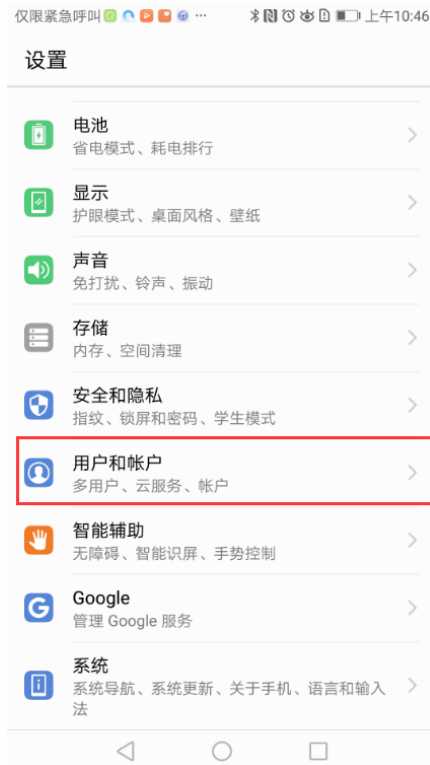 仅限紧急呼叫 ··· 上午10:46
设置
电池
省电模式、耗电排行
显示
护眼模式、桌面风格、壁纸
声音
免打扰、铃声、振动
存储
内存、空间清理
安全和隐私
指纹、锁屏和密码、学生模式
用户和帐户
多用户、云服务、帐户
智能辅助
无障碍、智能识屏、手势控制
Google
管理 Google 服务
系统
系统导航、系统更新、关于手机、语言和输入
法